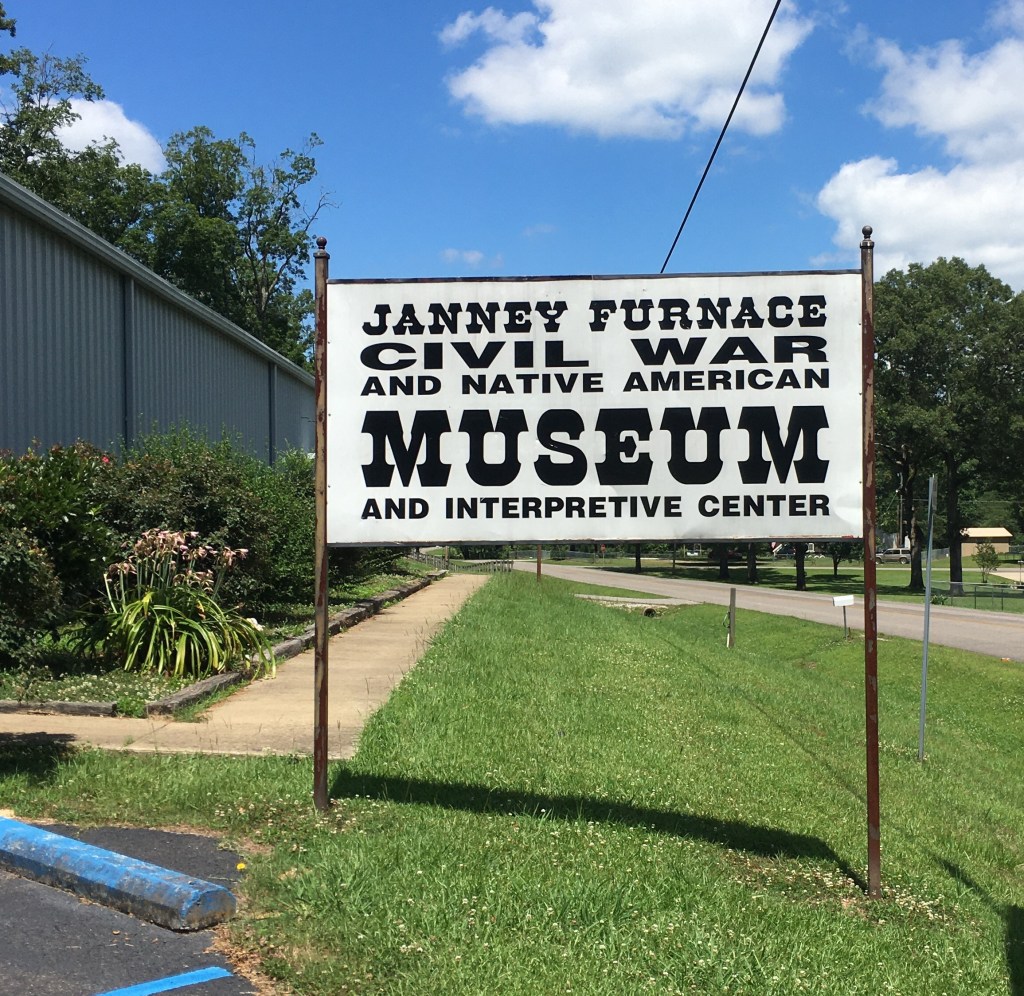 JANNEY FURNACE
CIVIL WAR
AND NATIVE AMERICAN
MUSEUM
AND INTERPRETIVE CENTER